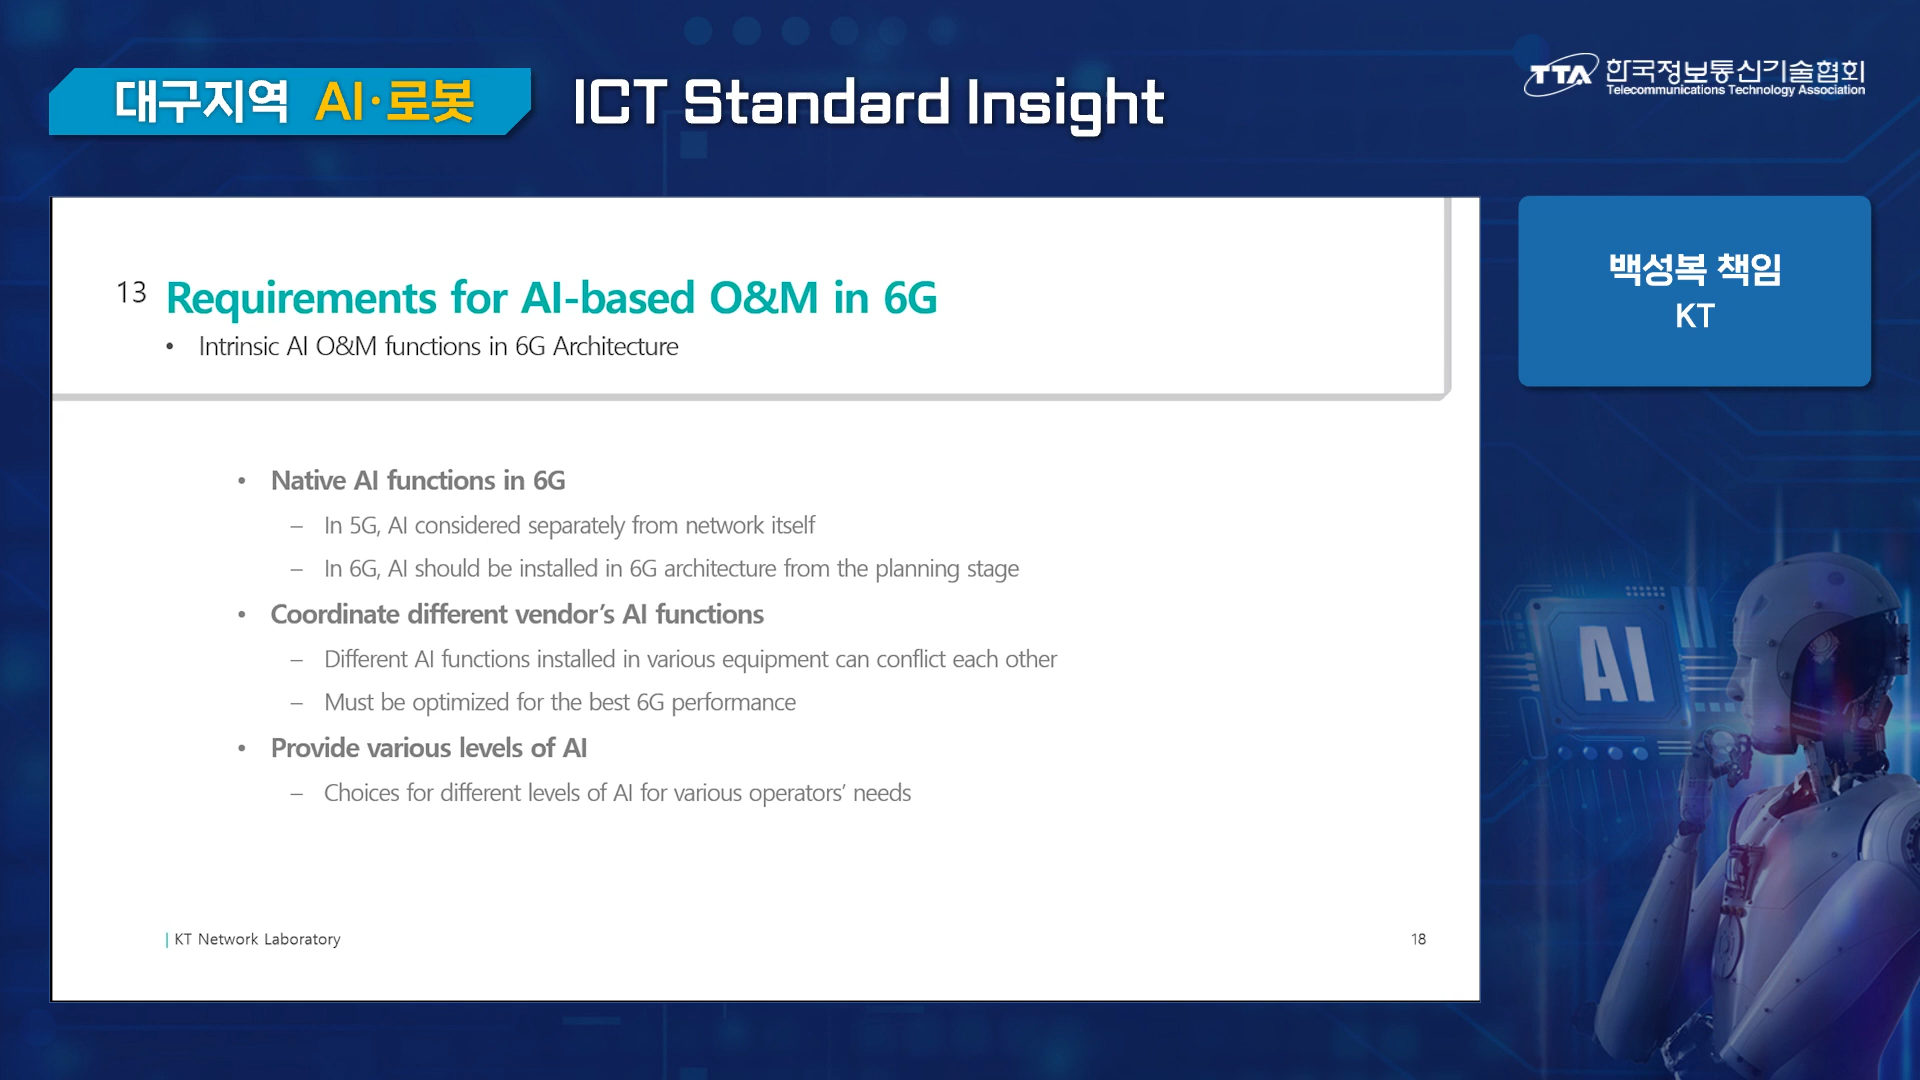 대구지역 AI·로봇 ICT Standard Insight
TTA 한국정보통신기술협회
Telecommunications Technology Association
백성복 책임
KT
13 Requirements for AI-based O&M in 6G
• Intrinsic AI O&M functions in 6G Architecture
• Native AI functions in 6G
– In 5G, AI considered separately from network itself
– In 6G, AI should be installed in 6G architecture from the planning stage
• Coordinate different vendor's AI functions
– Different AI functions installed in various equipment can conflict each other
– Must be optimized for the best 6G performance
• Provide various levels of AI
– Choices for different levels of AI for various operators' needs
| KT Network Laboratory
18
AI